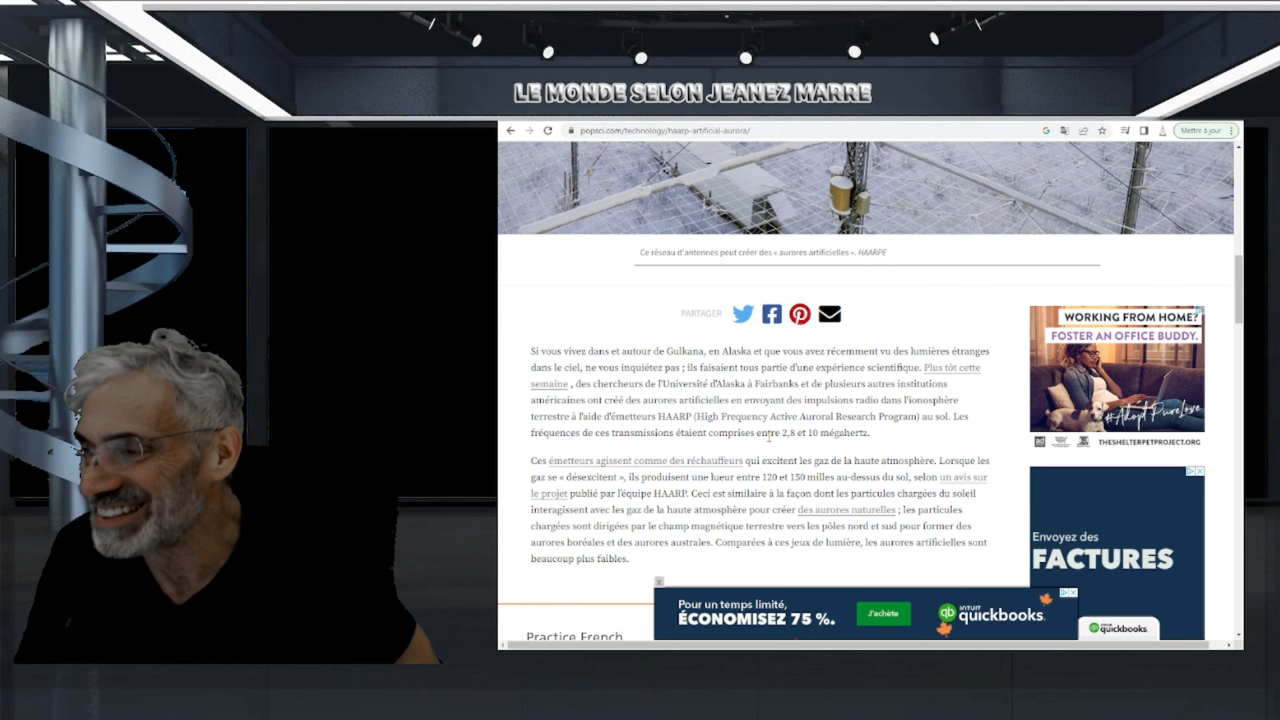 LE MONDE SELON JEANEZ MARRE
popsci.com/technology/haarp-artificial-aurora/
Mettre à jour
Ce réseau d'antennes peut créer des « aurores artificielles ». HAARPE
PARTAGER
Si vous vivez dans et autour de Gulkana, en Alaska et que vous avez récemment vu des lumières étranges
dans le ciel, ne vous inquiétez pas ; ils faisaient tous partie d'une expérience scientifique. Plus tôt cette
semaine , des chercheurs de l'Université d'Alaska à Fairbanks et de plusieurs autres institutions
américaines ont créé des aurores artificielles en envoyant des impulsions radio dans l'ionosphère
terrestre à l'aide d'émetteurs HAARP (High Frequency Active Auroral Research Program) au sol. Les
fréquences de ces transmissions étaient comprises entre 2,8 et 10 mégahertz.
Ces émetteurs agissent comme des réchauffeurs qui excitent les gaz de la haute atmosphère. Lorsque les
gaz se « désexcitent », ils produisent une lueur entre 120 et 150 milles au-dessus du sol, selon un avis sur
le projet publié par l'équipe HAARP. Ceci est similaire à la façon dont les particules chargées du soleil
interagissent avec les gaz de la haute atmosphère pour créer des aurores naturelles ; les particules
chargées sont dirigées par le champ magnétique terrestre vers les pôles nord et sud pour former des
aurores boréales et des aurores australes. Comparées à ces jeux de lumière, les aurores artificielles sont
beaucoup plus faibles.
Practice French
WORKING FROM HOME?
FOSTER AN OFFICE BUDDY.
#AdoptPureLove
THESHELTERPETPROJECT.ORG
Envoyez des
FACTURES
Pour un temps limité,
ÉCONOMISEZ 75 %.
J'achète
qb INTUIT
quickbooks.
qb quickbooks.